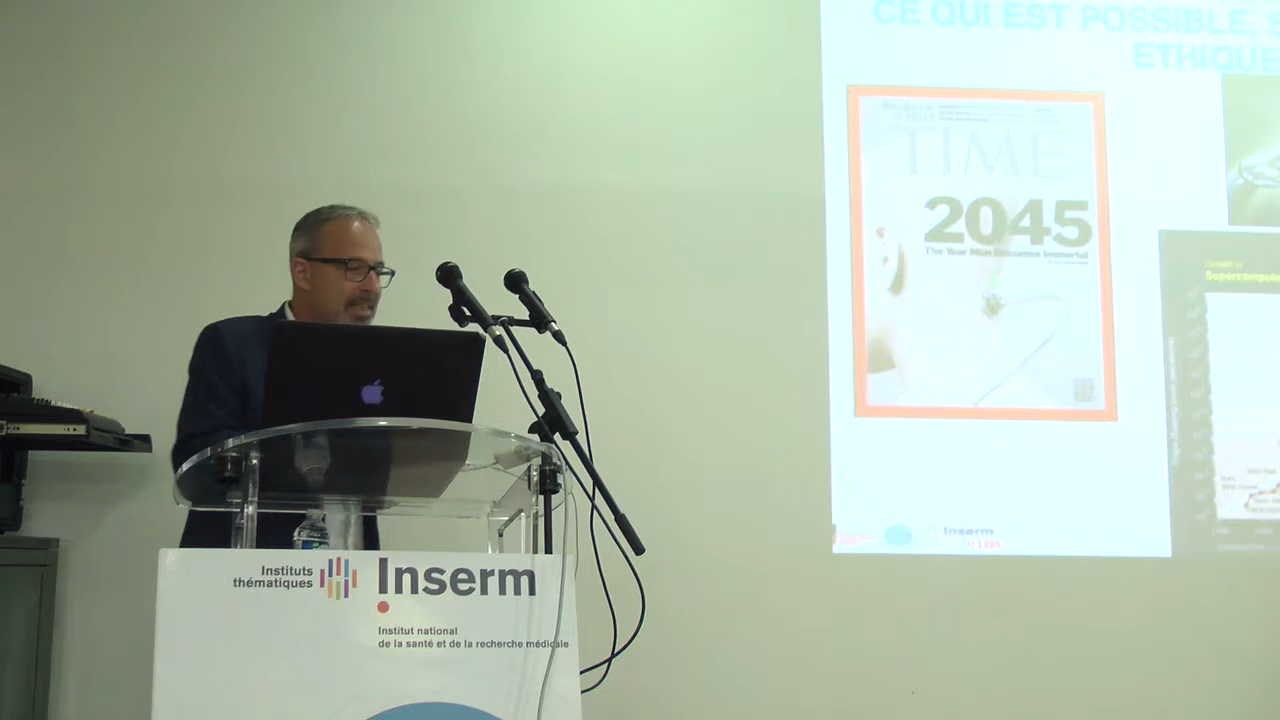 CE QUI EST POSSIBLE,
ETHIQUE
TIME
2045
The Year Man Becomes Immortal
Supercompute
Inserm
Instituts
thématiques
Inserm
Institut national
de la santé et de la recherche médicale